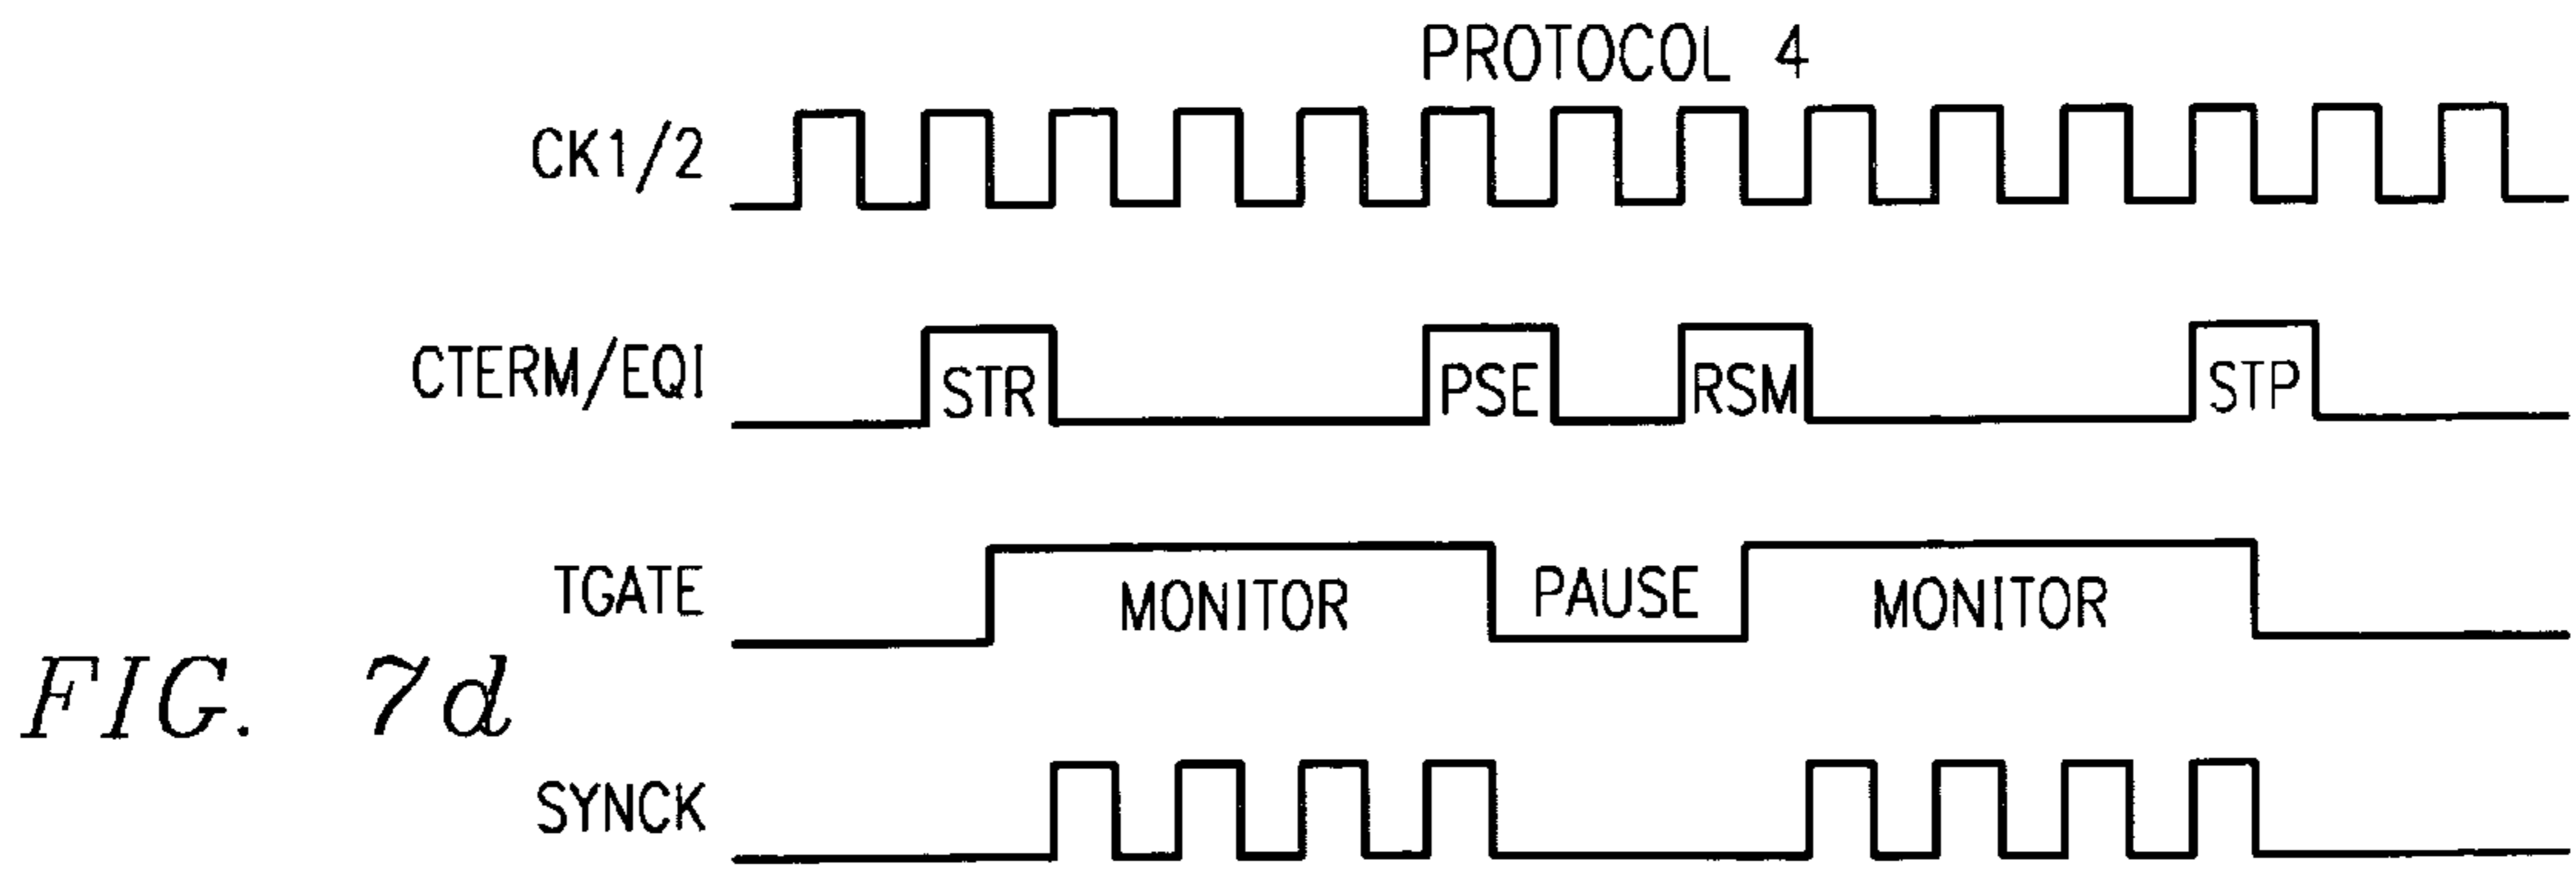 PROTOCOL 4
CK1/2
CTERM/EQI
STR
PSE
RSM
STP
TGATE
MONITOR
PAUSE
MONITOR
FIG. 7d
SYNCK